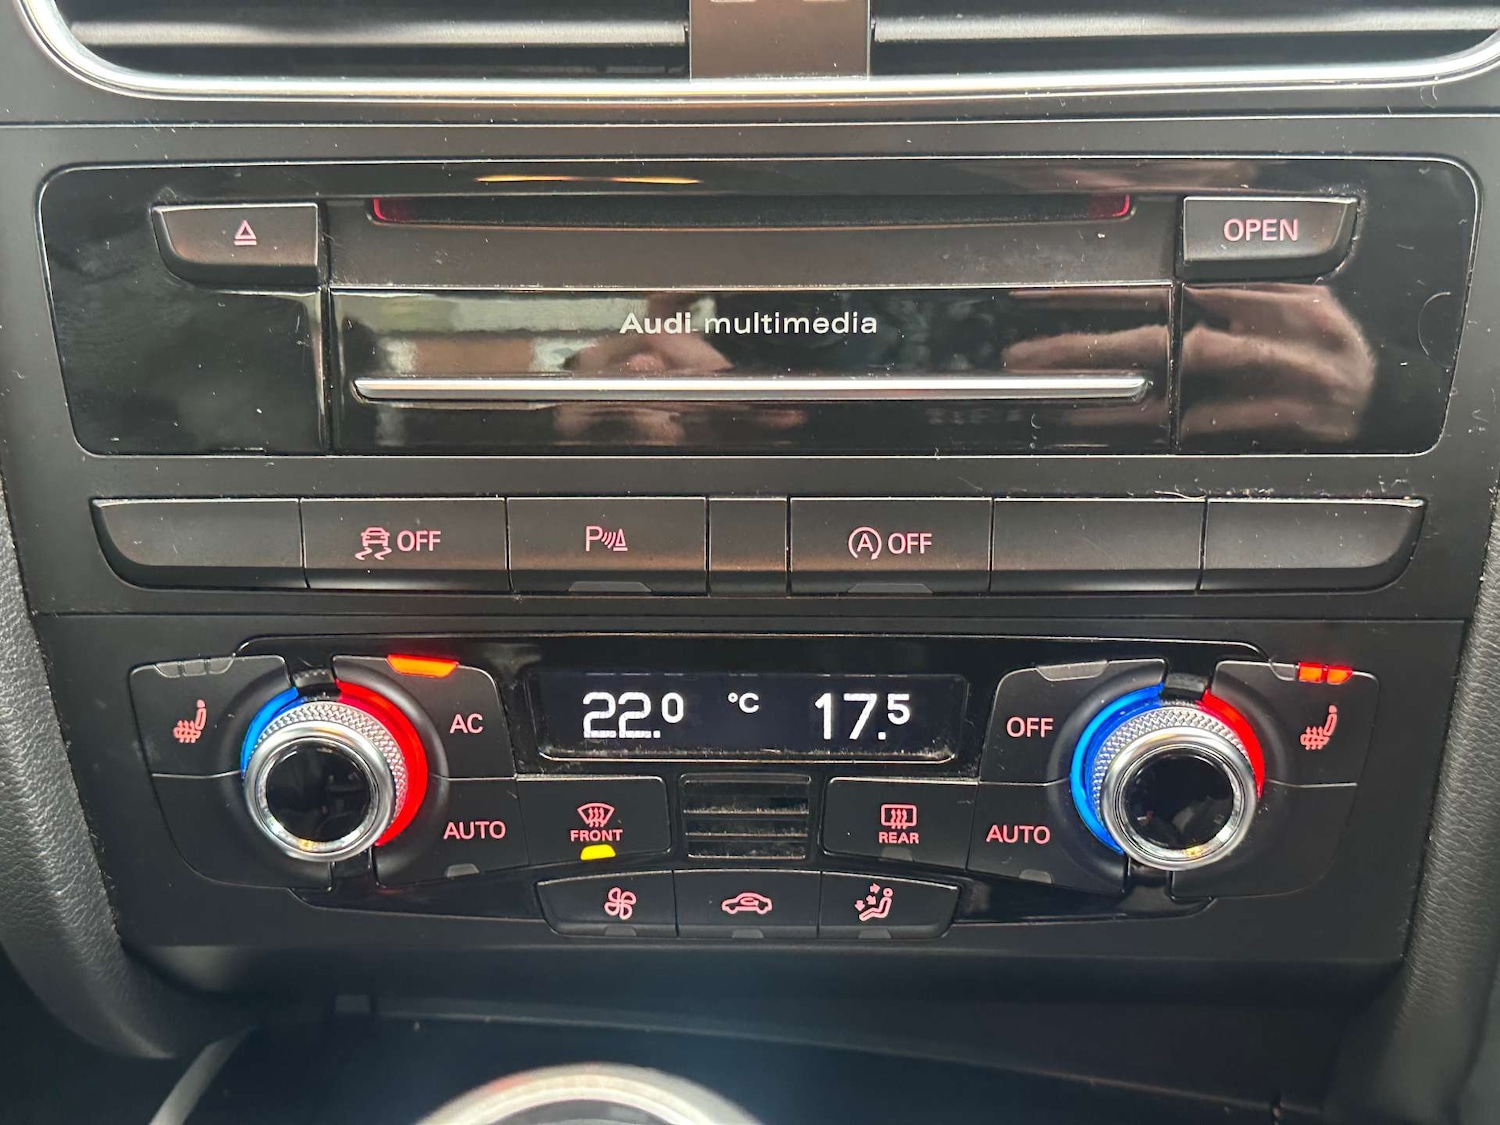 OPEN
Audi multimedia
OFF
P
A OFF
AC
22.0 °C 17.5
OFF
AUTO
FRONT
REAR
AUTO